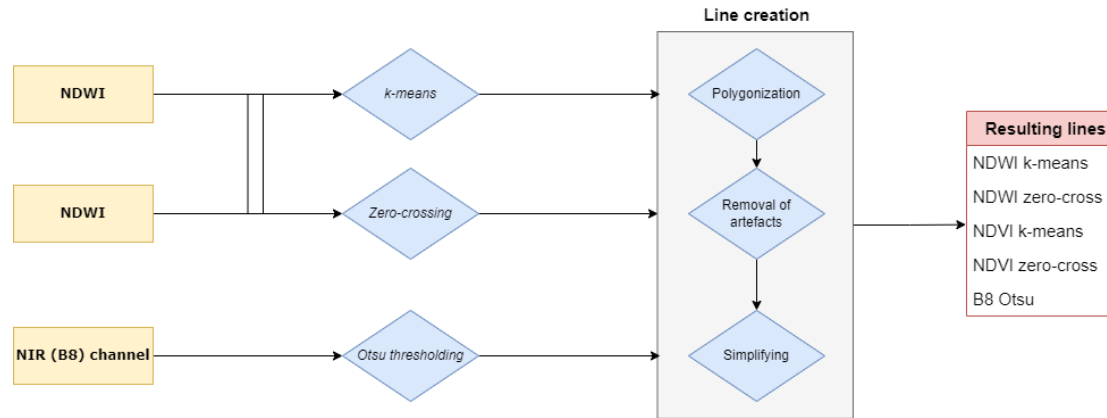 Line creation
NDWI
k-means
Polygonization
NDWI
Zero-crossing
Removal of
artefacts
NIR (B8) channel
Otsu thresholding
Simplifying
Resulting lines
NDWI k-means
NDWI zero-cross
NDVI k-means
NDVI zero-cross
B8 Otsu